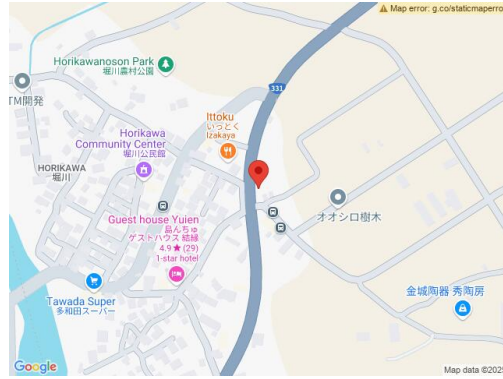 Map error: g.co/staticmaperro
Horikawanoson Park
堀川農村公園
TM開発
331
Ittoku
いっとく
Izakaya
Horikawa
Community Center
堀川公民館
HORIKAWA
堀川
オオシロ樹木
Guest house Yuien
島んちゅ
ゲストハウス 結縁
4.9★ (29)
1-star hotel
金城陶器 秀陶房
Tawada Super
多和田スーパー
Google
Map data ©2025